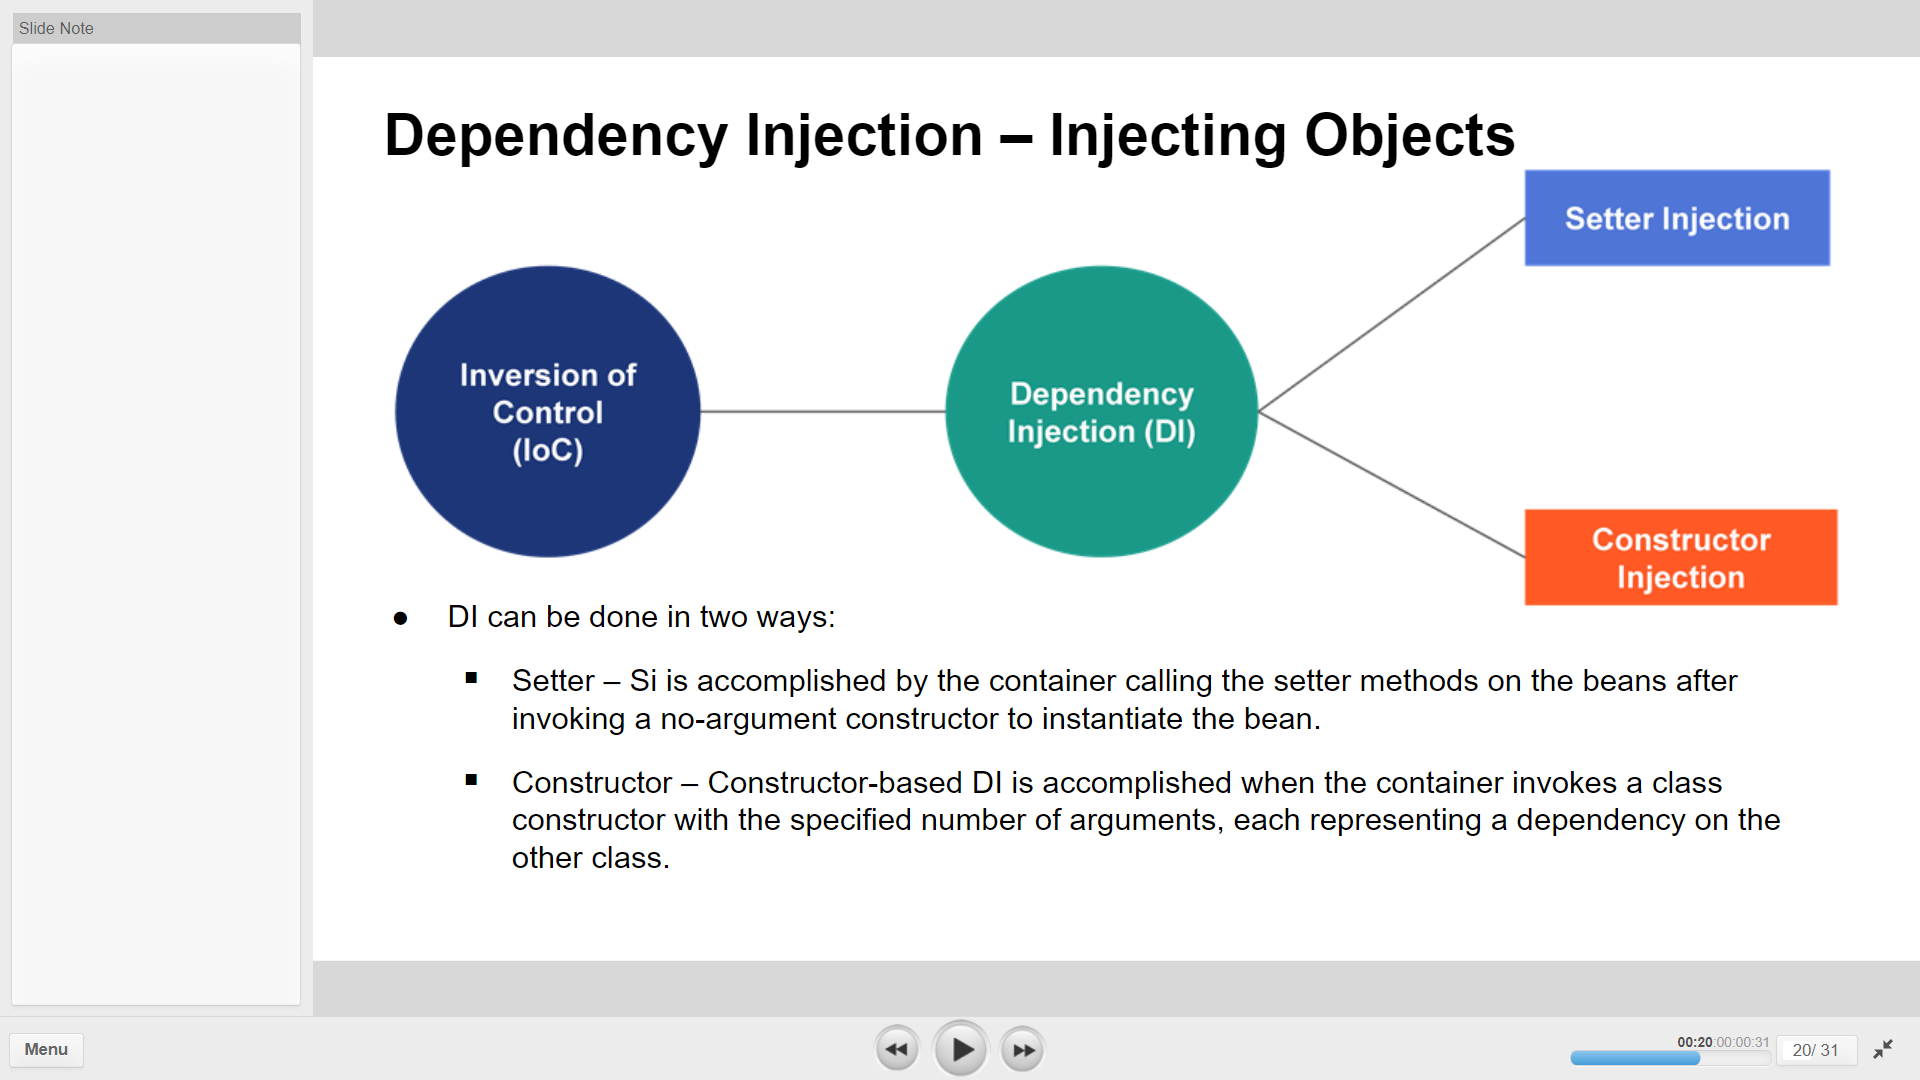 Slide Note
Dependency Injection – Injecting Objects
Setter Injection
Inversion of
Control
(IoC)
Dependency
Injection (DI)
Constructor
Injection
● DI can be done in two ways:
▪ Setter – Si is accomplished by the container calling the setter methods on the beans after
invoking a no-argument constructor to instantiate the bean.
▪ Constructor – Constructor-based DI is accomplished when the container invokes a class
constructor with the specified number of arguments, each representing a dependency on the
other class.
Menu
00:20:00:00:31
20/ 31